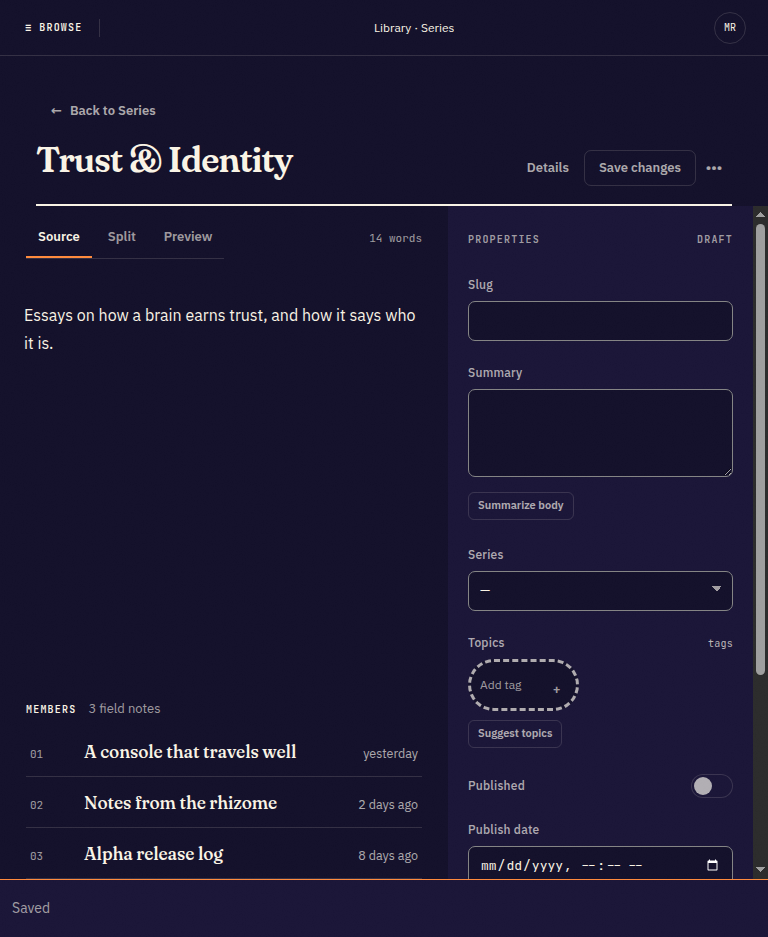 ≡ BROWSE
Library · Series
MR
← Back to Series
Trust & Identity
Details
Save changes
•••
Source
Split
Preview
14 words
Essays on how a brain earns trust, and how it says who
it is.
MEMBERS 3 field notes
01 A console that travels well yesterday
02 Notes from the rhizome 2 days ago
03 Alpha release log 8 days ago
PROPERTIES DRAFT
Slug
Summary
Summarize body
Series
—
Topics tags
Add tag +
Suggest topics
Published
Publish date
mm/dd/yyyy, --:-- --
Saved